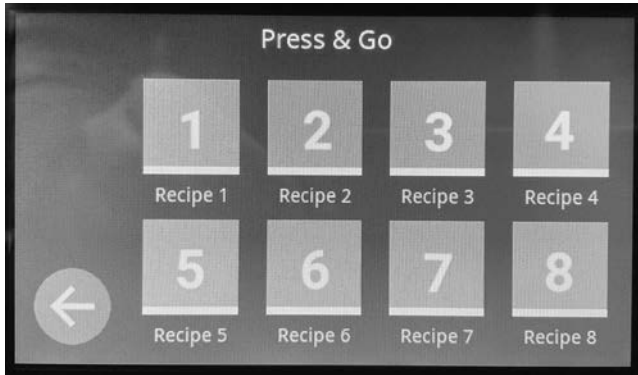 Press & Go
1 2 3 4
Recipe 1 Recipe 2 Recipe 3 Recipe 4
5 6 7 8
Recipe 5 Recipe 6 Recipe 7 Recipe 8